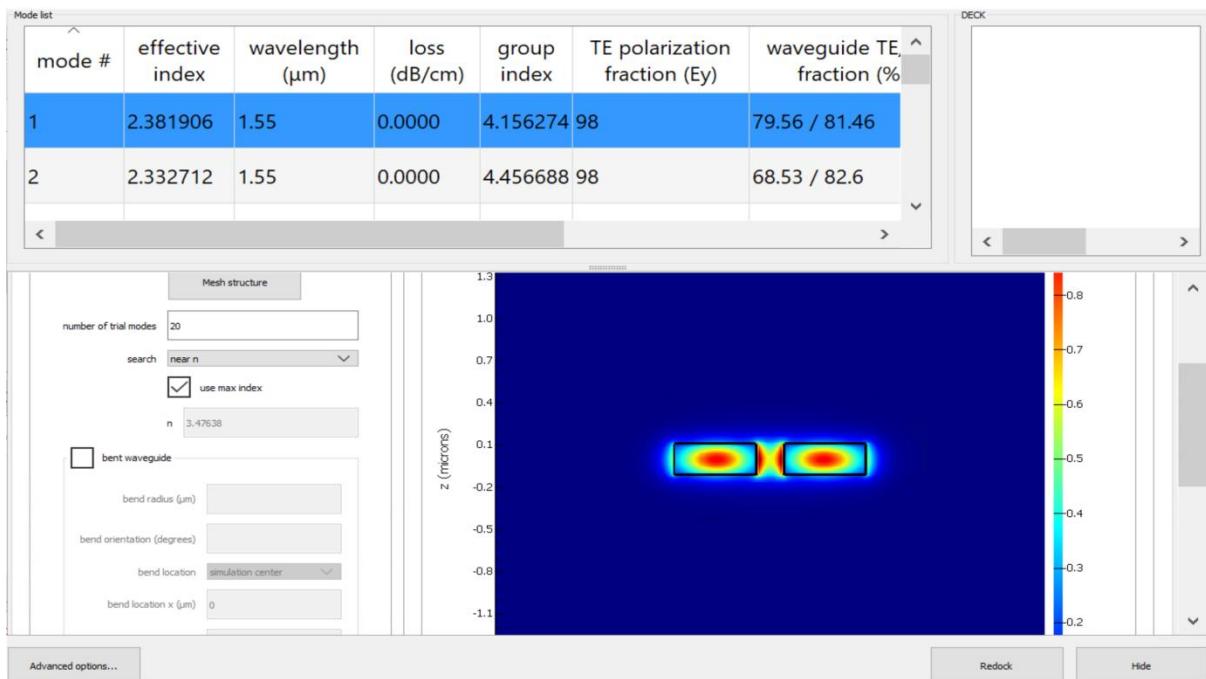 Mode list
DECK
mode #
effective index
wavelength (μm)
loss (dB/cm)
group index
TE polarization fraction (Ey)
waveguide TE/ fraction (%
1 2.381906 1.55 0.0000 4.156274 98 79.56 / 81.46
2 2.332712 1.55 0.0000 4.456688 98 68.53 / 82.6
Mesh structure
number of trial modes 20
search near n
use max index
n 3.47638
bent waveguide
bend radius (μm)
bend orientation (degrees)
bend location simulation center
bend location x (μm) 0
z (microns)
1.3
1.0
0.7
0.4
0.1
-0.2
-0.5
-0.8
-1.1
0.8
0.7
0.6
0.5
0.4
0.3
0.2
Advanced options...
Redock
Hide